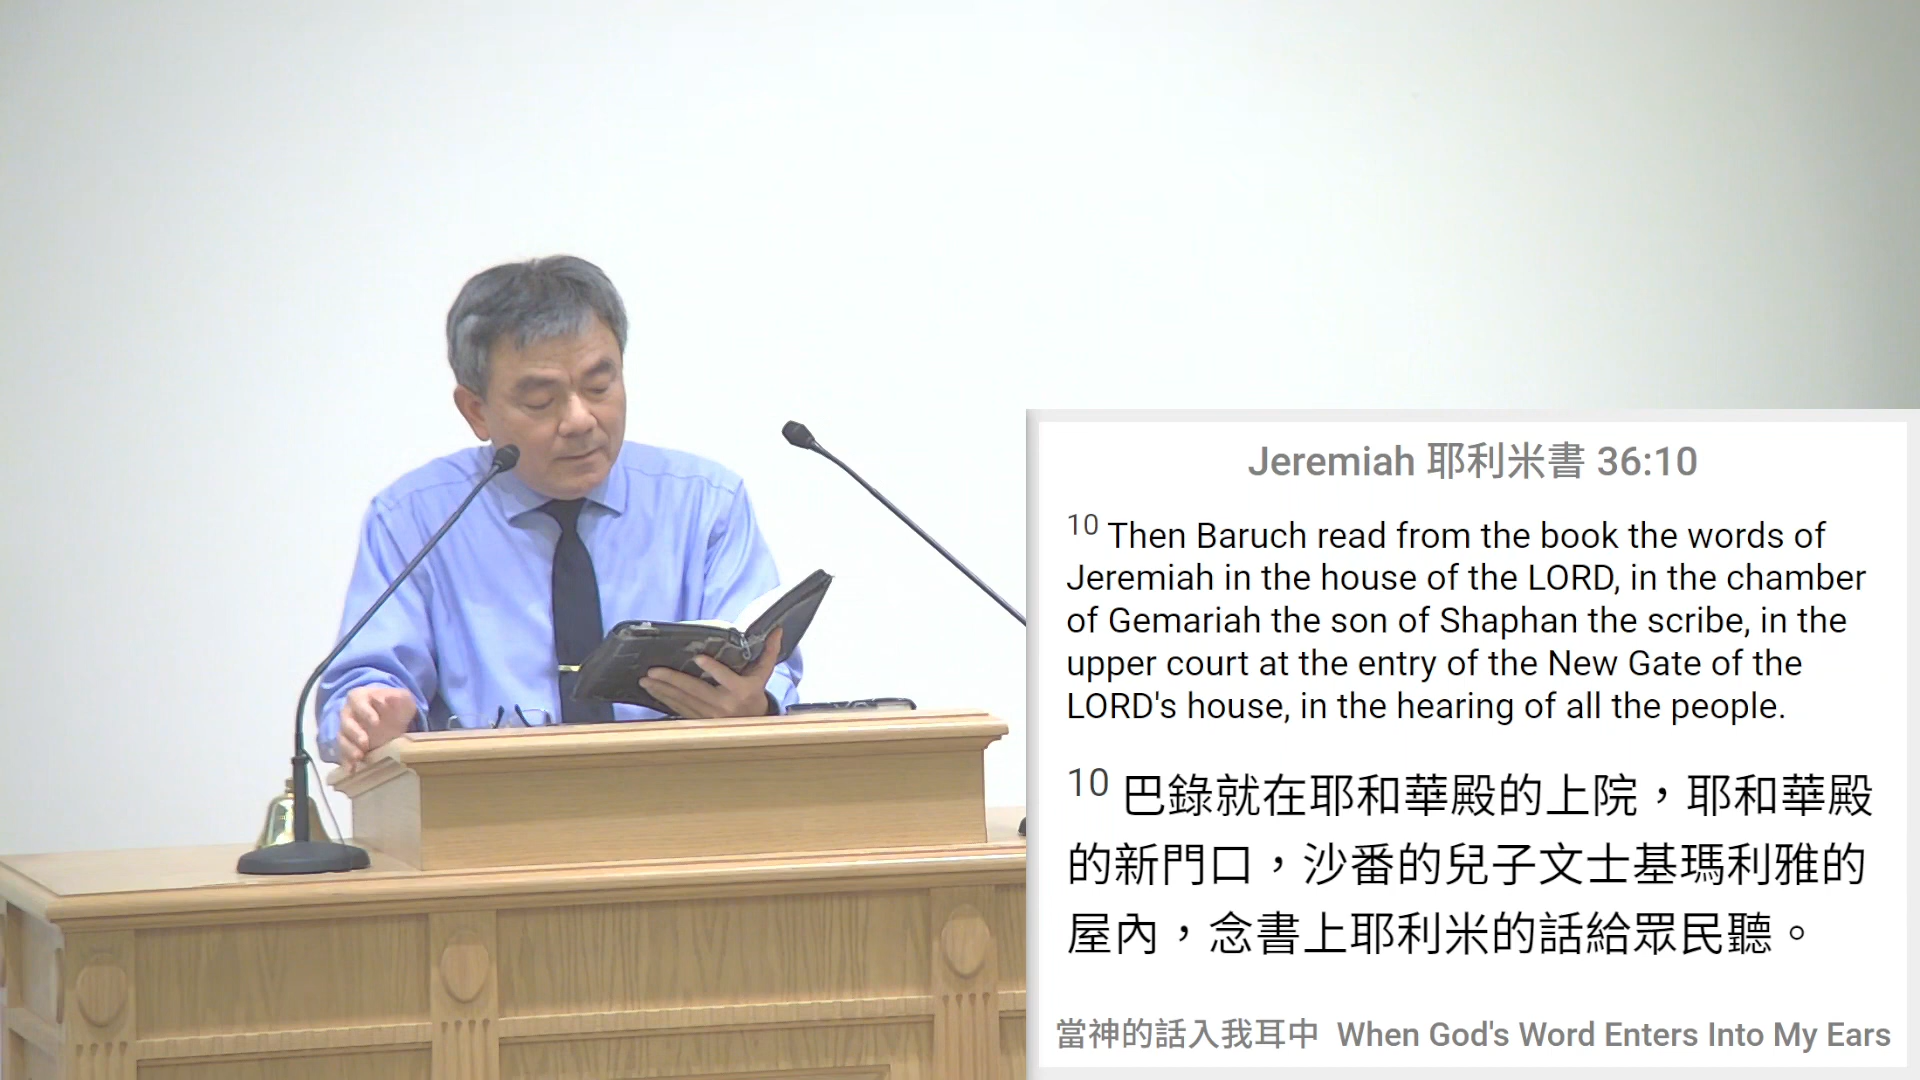 Jeremiah 耶利米書 36:10
10 Then Baruch read from the book the words of
Jeremiah in the house of the LORD, in the chamber
of Gemariah the son of Shaphan the scribe, in the
upper court at the entry of the New Gate of the
LORD's house, in the hearing of all the people.
10 巴錄就在耶和華殿的上院，耶和華殿
的新門口，沙番的兒子文士基瑪利雅的
屋內，念書上耶利米的話給眾民聽。
當神的話入我耳中 When God's Word Enters Into My Ears